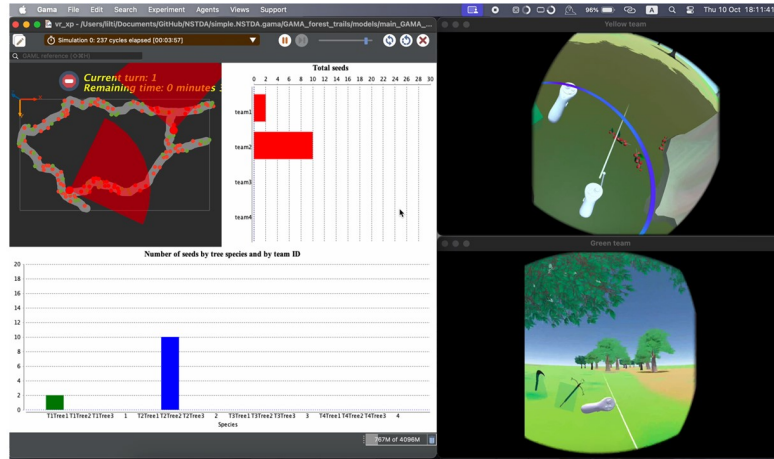 Gama File Edit Search Experiment Agents Views Support 96% A Thu 10 Oct 18:11:41
vr_xp - /Users/lilti/Documents/GitHub/NSTDA/simple.NSTDA.gama/GAMA_forest_trails/models/main_GAMA_...
Simulation 0: 237 cycles elapsed [00:03:57]
GAML reference (⇧⌘H)
Current turn: 1
Remaining time: 0 minutes
Total seeds
0 2 4 6 8 10 12 14 16 18 20 22 24 26 28 30
team1
team2
team3
team4
Number of seeds by tree species and by team ID
20
18
16
14
12
10
8
6
4
2
0
T1Tree1 T1Tree2 T1Tree3 1 T2Tree1 T2Tree2 T2Tree3 2 T3Tree1 T3Tree2 T3Tree3 3 T4Tree1 T4Tree2 T4Tree3 4
Species
767M of 4096M
Yellow team
Green team